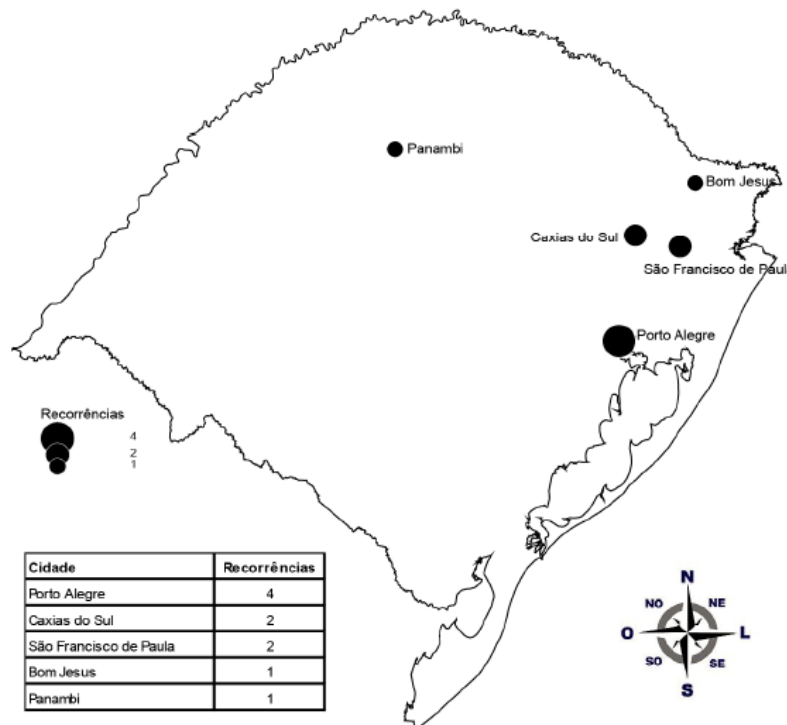 Panambi
Bom Jesus
Caxias do Sul
São Francisco de Paul
Porto Alegre
Recorrências
4
2
1
Cidade Recorrências
Porto Alegre 4
Caxias do Sul 2
São Francisco de Paula 2
Bom Jesus 1
Panambi 1
N
NO NE
O L
SO SE
S